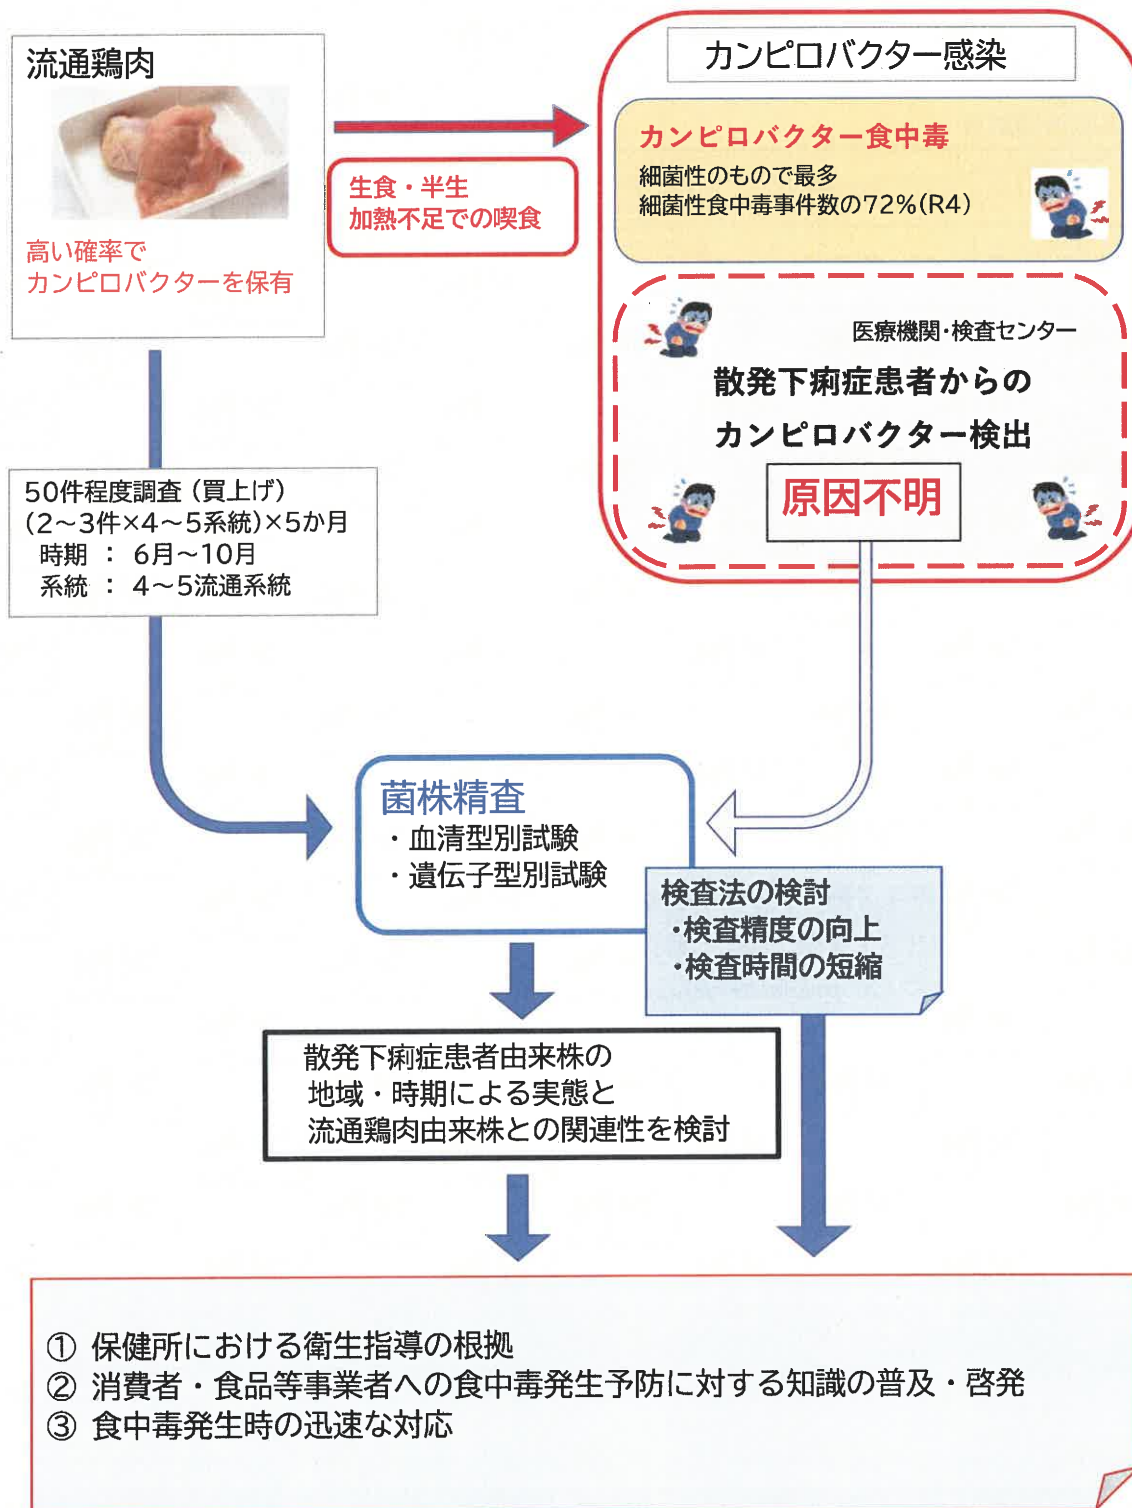 流通鶏肉
高い確率で
カンピロバクターを保有
生食・半生
加熱不足での喫食
カンピロバクター感染
カンピロバクター食中毒
細菌性のもので最多
細菌性食中毒事件数の72%(R4)
医療機関・検査センター
散発下痢症患者からの
カンピロバクター検出
原因不明
50件程度調査(買上げ)
(2～3件×4～5系統)×5か月
時期 : 6月～10月
系統 : 4～5流通系統
菌株精査
・血清型別試験
・遺伝子型別試験
検査法の検討
・検査精度の向上
・検査時間の短縮
散発下痢症患者由来株の
地域・時期による実態と
流通鶏肉由来株との関連性を検討
① 保健所における衛生指導の根拠
② 消費者・食品等事業者への食中毒発生予防に対する知識の普及・啓発
③ 食中毒発生時の迅速な対応